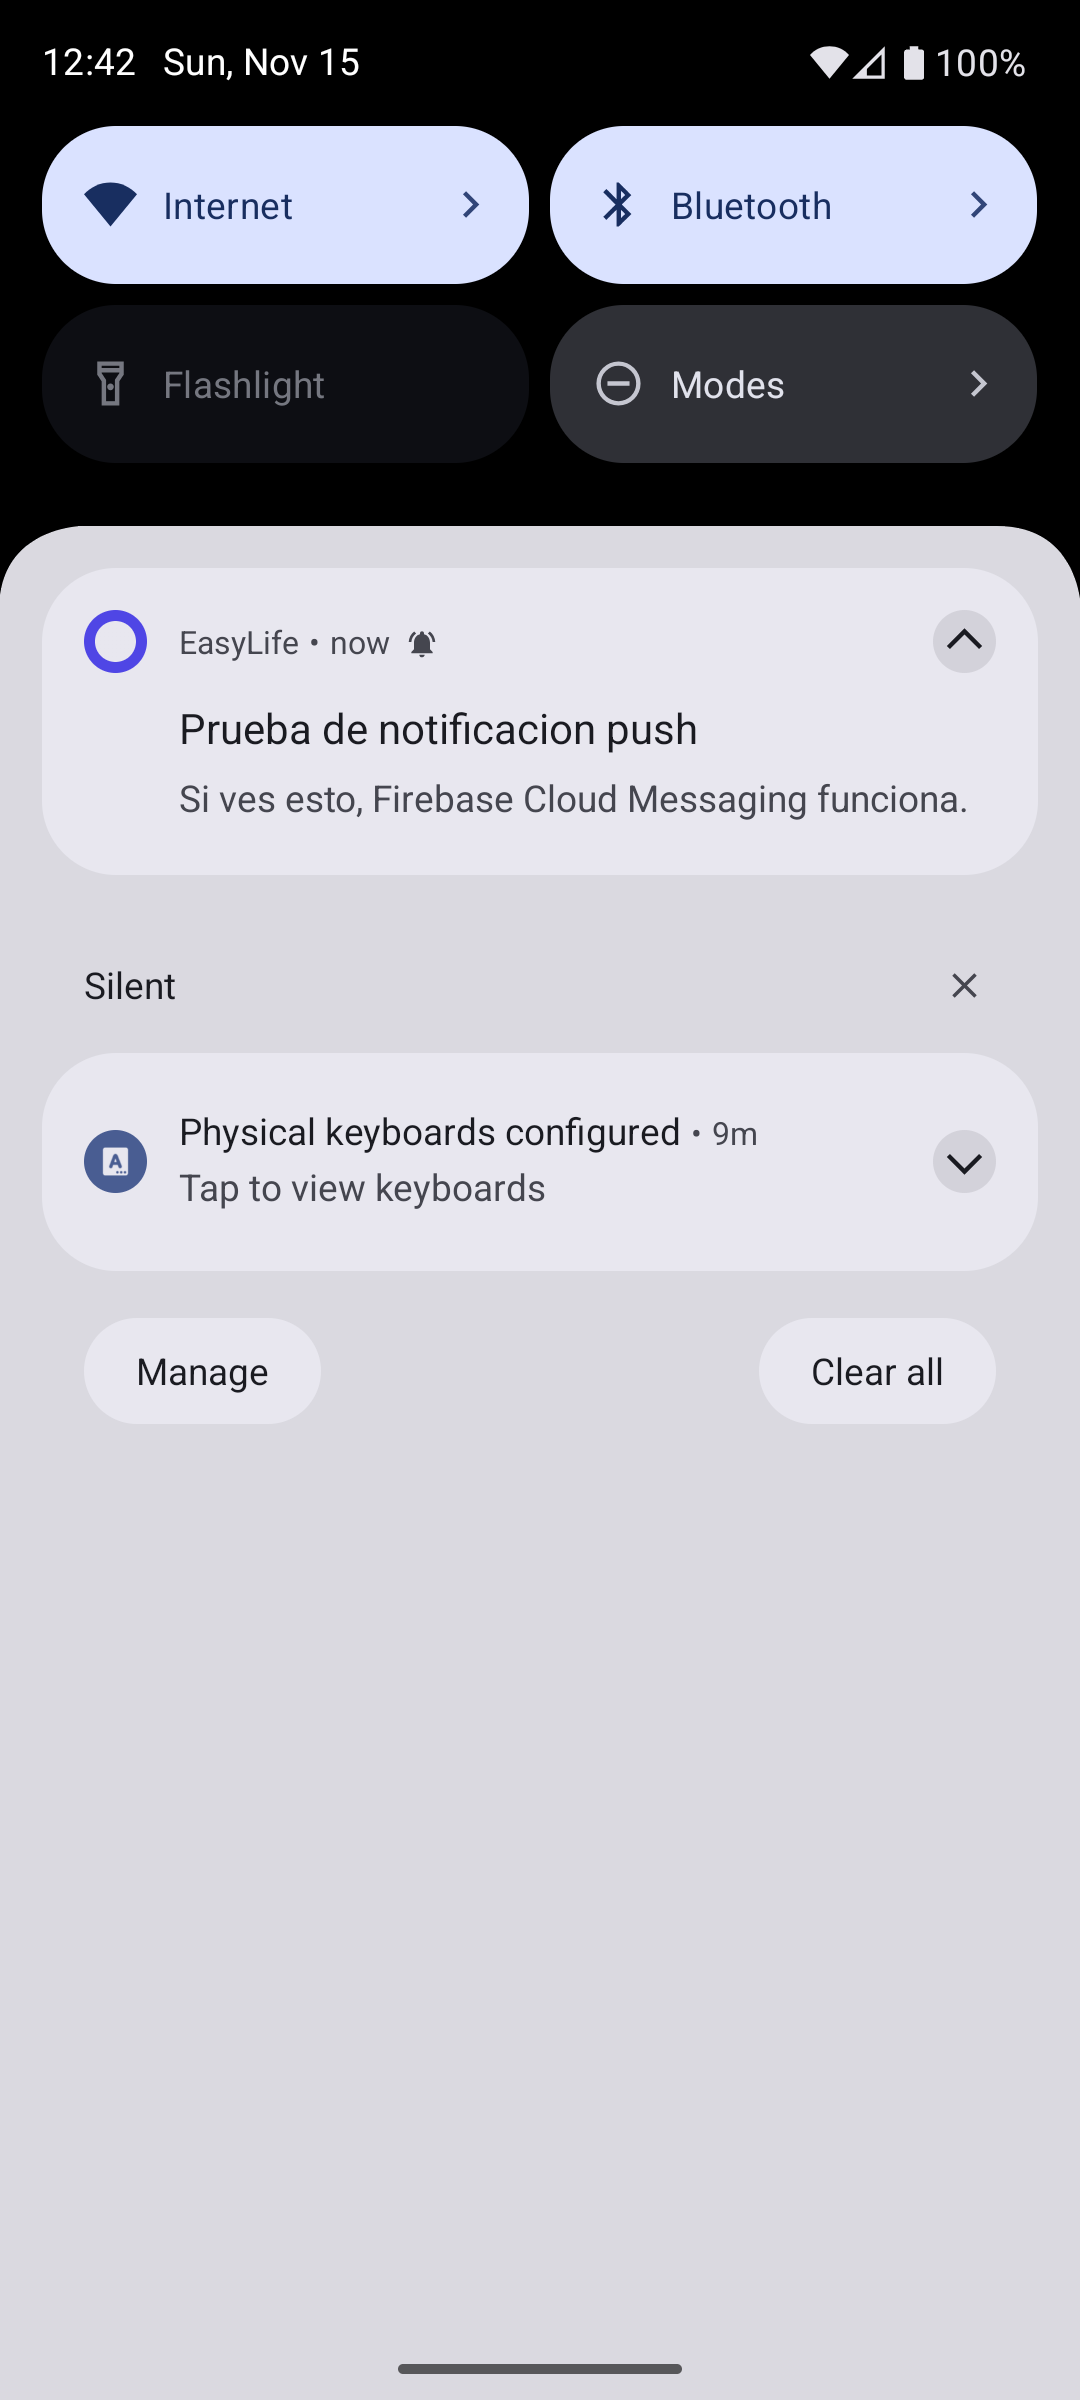 12:42 Sun, Nov 15 100%
Internet
Bluetooth
Flashlight
Modes
EasyLife • now
Prueba de notificacion push
Si ves esto, Firebase Cloud Messaging funciona.
Silent
Physical keyboards configured • 9m
Tap to view keyboards
Manage
Clear all